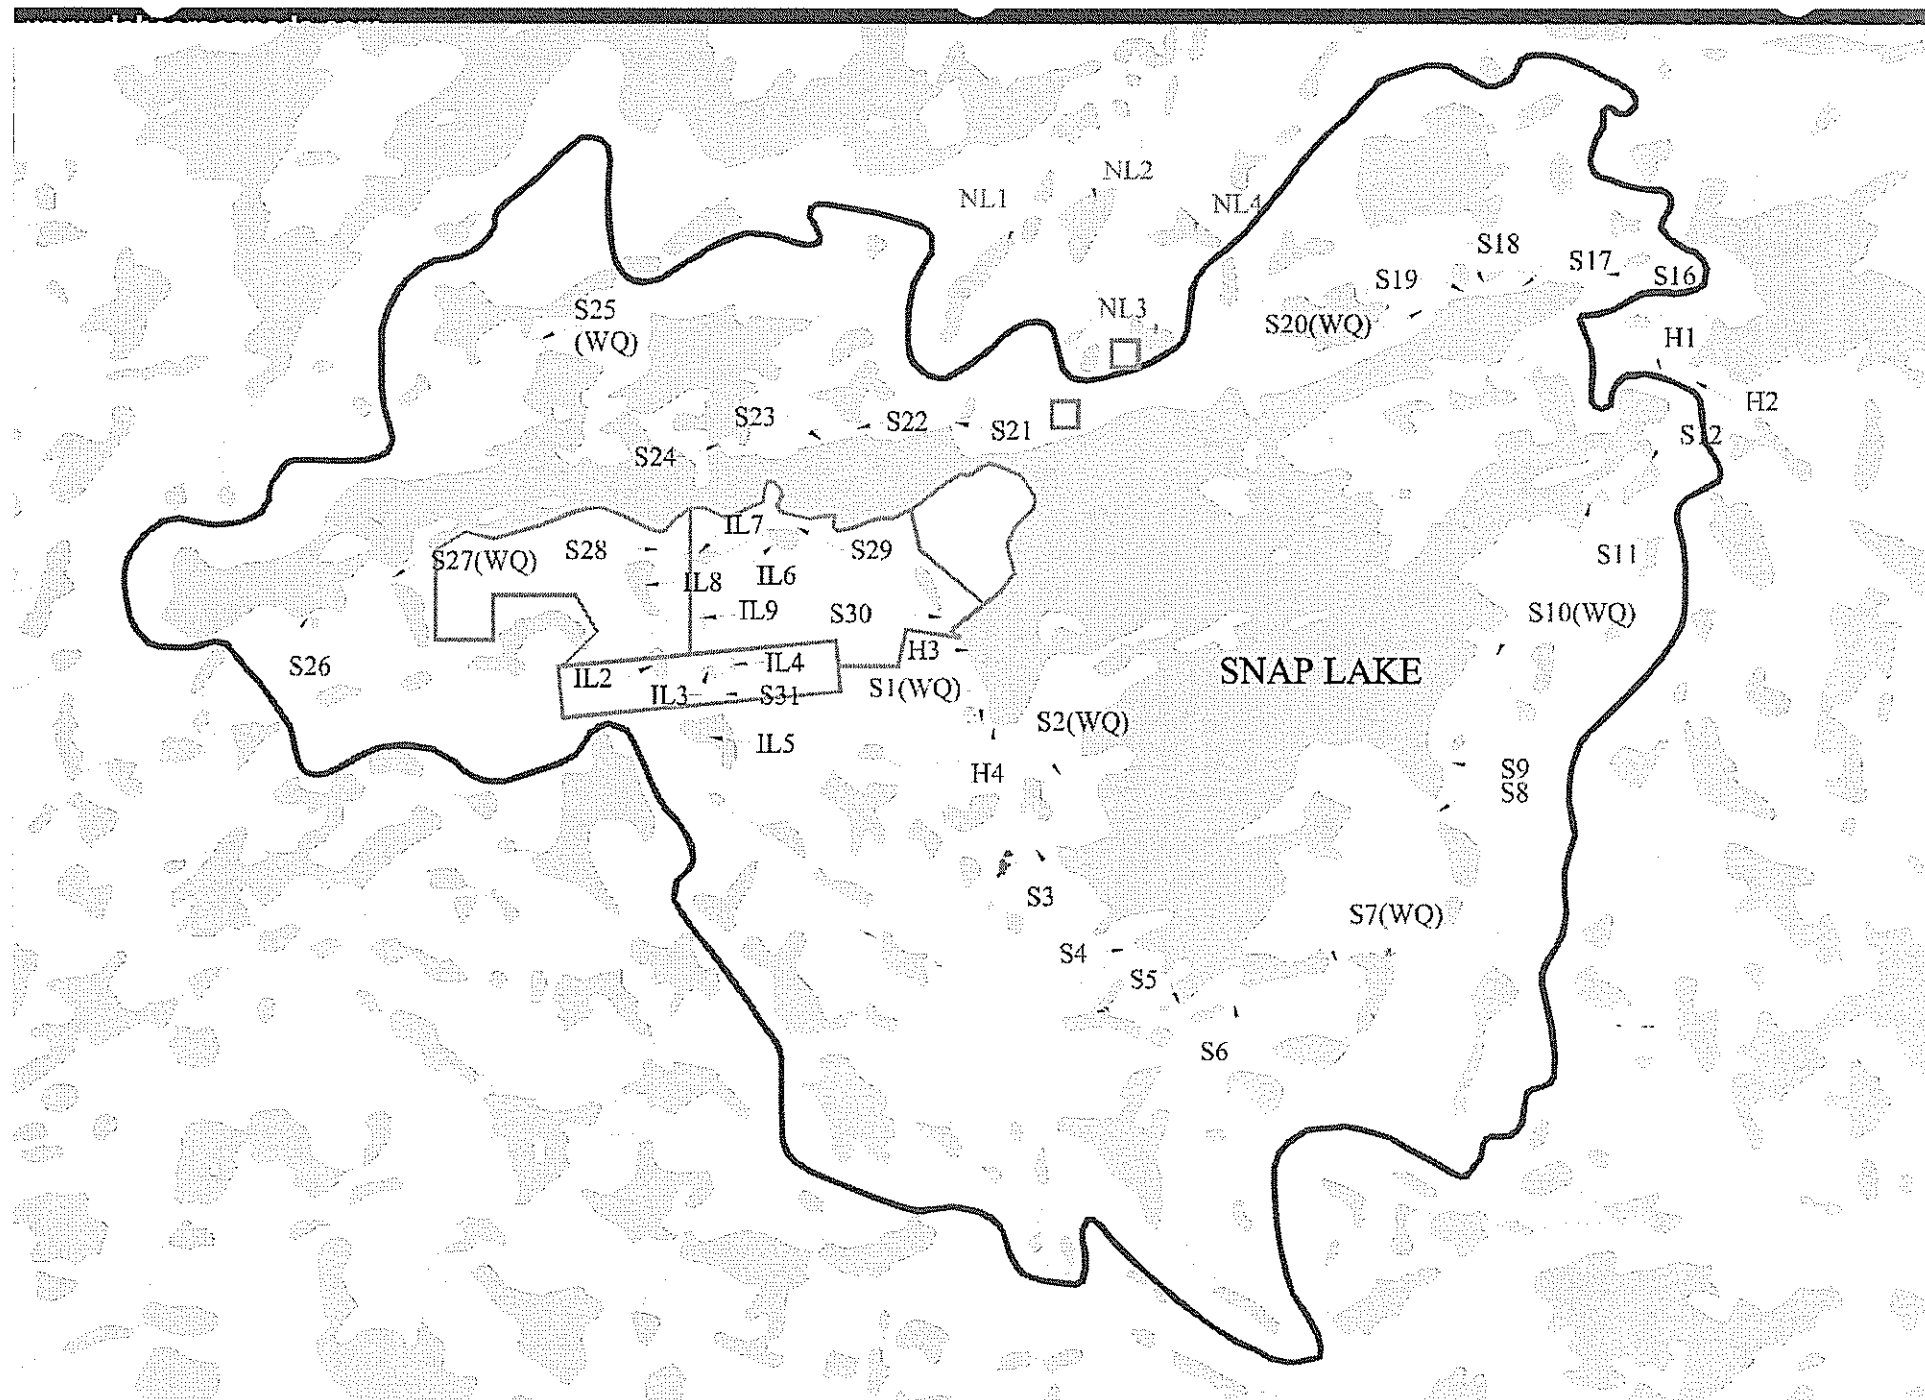 NL2
NL1
NL4
S18
S17
S16
S19
NL3
S25
(WQ)
S20(WQ)
H1
H2
S23
S22
S21
S12
S24
IL7
S27(WQ)
S28
S29
S11
IL6
IL8
IL9
S30
S10(WQ)
H3
S26
IL4
IL2
SNAP LAKE
S1(WQ)
IL3
S31
S2(WQ)
IL5
H4
S9
S8
S3
S7(WQ)
S4
S5
S6